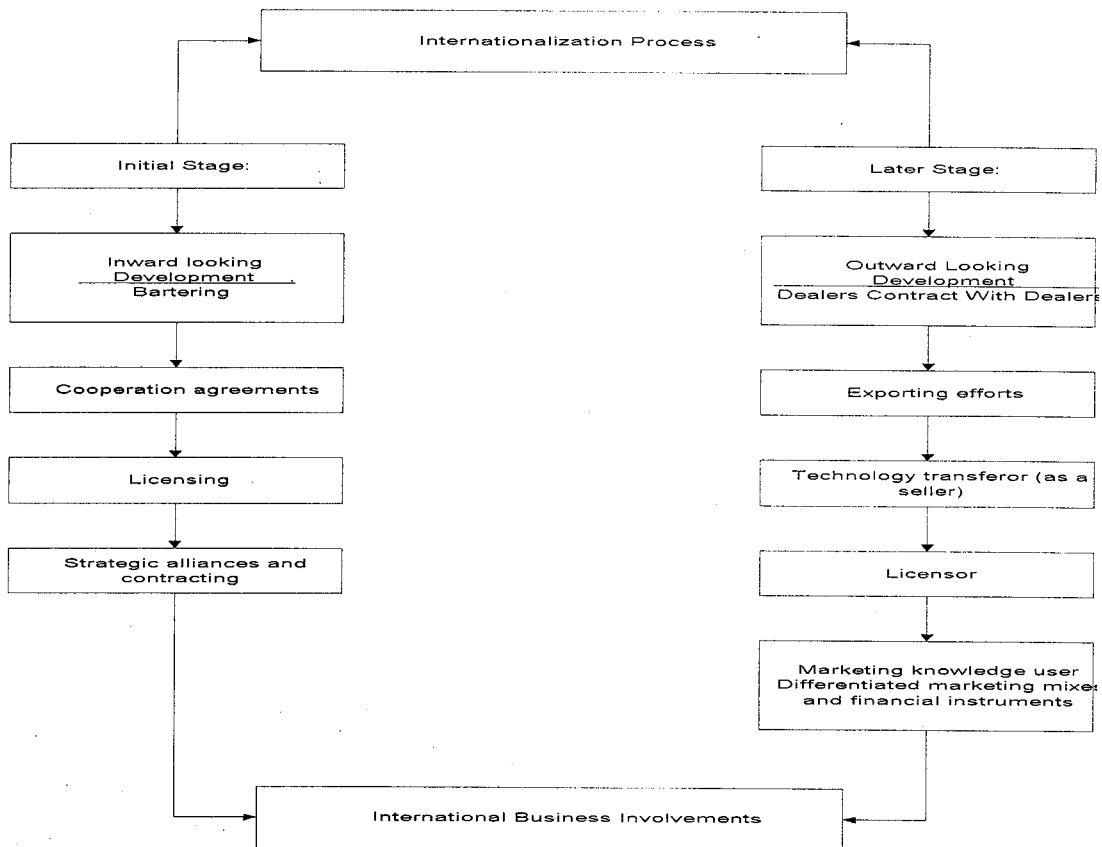 Internationalization Process
Initial Stage:
Inward looking
Development
Bartering
Cooperation agreements
Licensing
Strategic alliances and
contracting
Later Stage:
Outward Looking
Development
Dealers Contract With Dealers
Exporting efforts
Technology transferor (as a
seller)
Licensor
Marketing knowledge user
Differentiated marketing mixes
and financial instruments
International Business Involvements